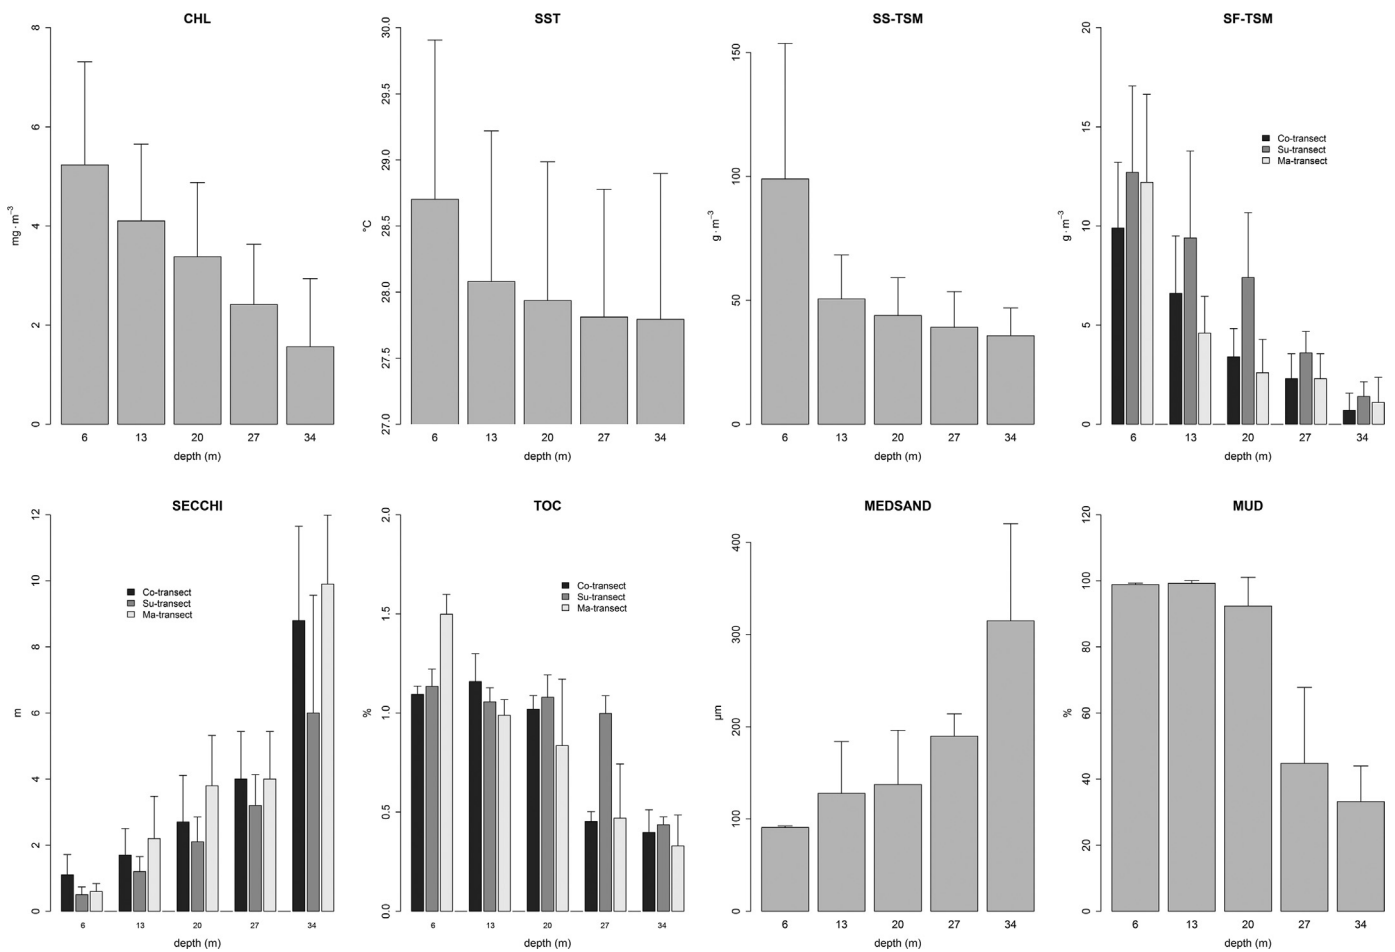 CHL
8
6
4
2
0
mg · m⁻³
6 13 20 27 34
depth (m)
SST
30.0
29.5
29.0
28.5
28.0
27.5
27.0
°C
6 13 20 27 34
depth (m)
SS-TSM
150
100
50
0
g · m⁻³
6 13 20 27 34
depth (m)
SF-TSM
20
15
10
5
0
g · m⁻³
Co-transect
Su-transect
Ma-transect
6 13 20 27 34
depth (m)
SECCHI
12
10
8
6
4
2
0
m
Co-transect
Su-transect
Ma-transect
6 13 20 27 34
depth (m)
TOC
2.0
1.5
1.0
0.5
0.0
%
Co-transect
Su-transect
Ma-transect
6 13 20 27 34
depth (m)
MEDSAND
400
300
200
100
0
µm
6 13 20 27 34
depth (m)
MUD
120
100
80
60
40
20
0
%
6 13 20 27 34
depth (m)